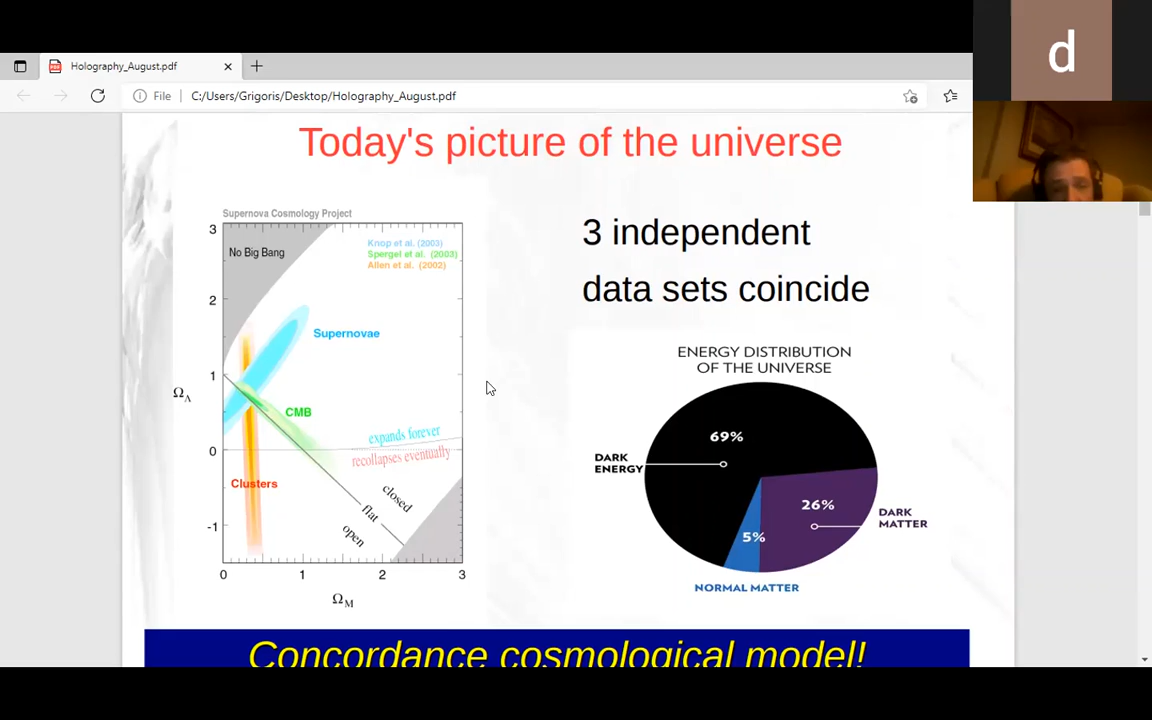 d
Holography_August.pdf
File
C:/Users/Grigoris/Desktop/Holography_August.pdf
Today's picture of the universe
Supernova Cosmology Project
3
No Big Bang
Knop et al. (2003)
Spergel et al. (2003)
Allen et al. (2002)
2
Supernovae
1
Ω_Λ
CMB
expands forever
0
recollapses eventually
Clusters
closed
flat
-1
open
0 1 2 3
Ω_M
3 independent
data sets coincide
ENERGY DISTRIBUTION
OF THE UNIVERSE
69%
DARK
ENERGY
26%
DARK
MATTER
5%
NORMAL MATTER
Concordance cosmological model!